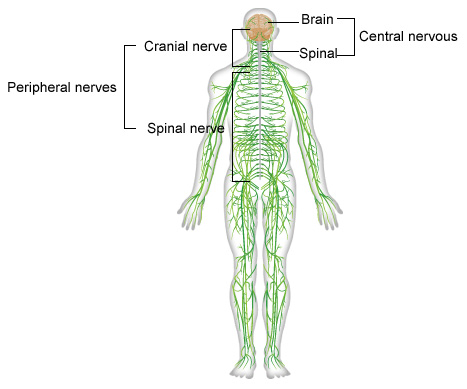 Brain
Cranial nerve
Central nervous
Spinal
Peripheral nerves
Spinal nerve